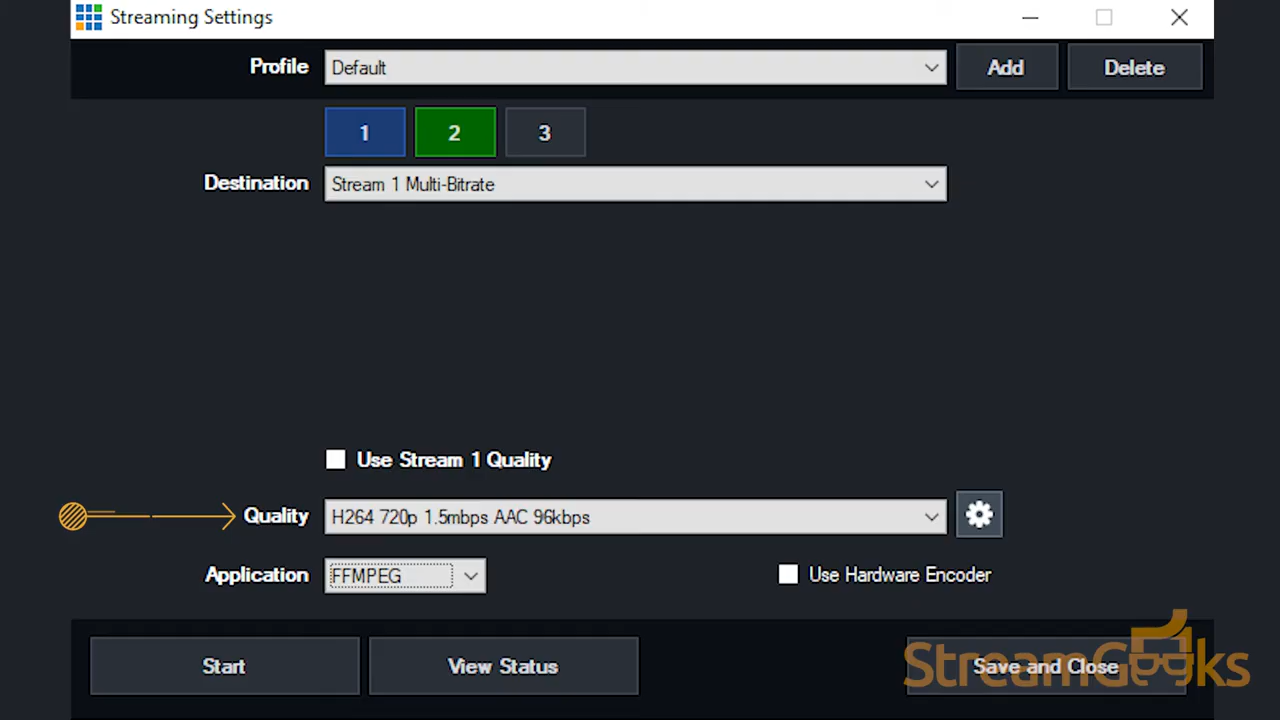 Streaming Settings
Profile Default Add Delete
1 2 3
Destination Stream 1 Multi-Bitrate
Use Stream 1 Quality
Quality H264 720p 1.5mbps AAC 96kbps
Application FFMPEG Use Hardware Encoder
Start View Status Save and Close
StreamGeeks